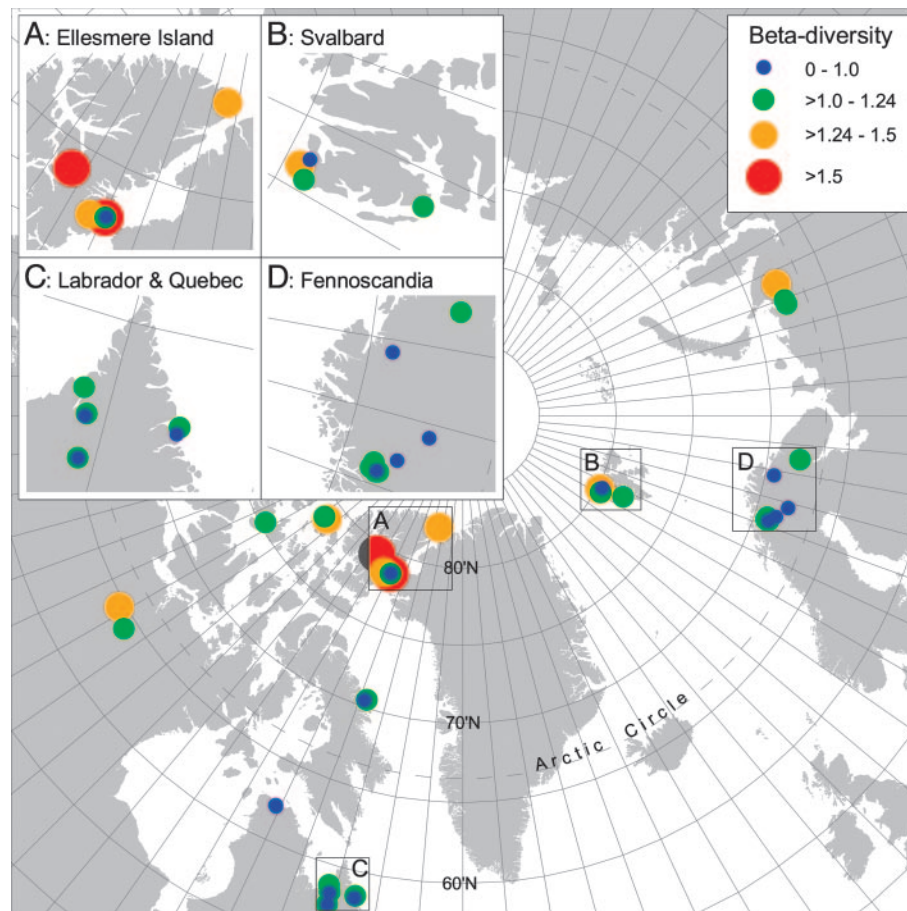 A: Ellesmere Island
B: Svalbard
Beta-diversity
0 - 1.0
>1.0 - 1.24
>1.24 - 1.5
>1.5
C: Labrador & Quebec
D: Fennoscandia
B
D
A
80'N
70'N
Arctic Circle
C
60'N